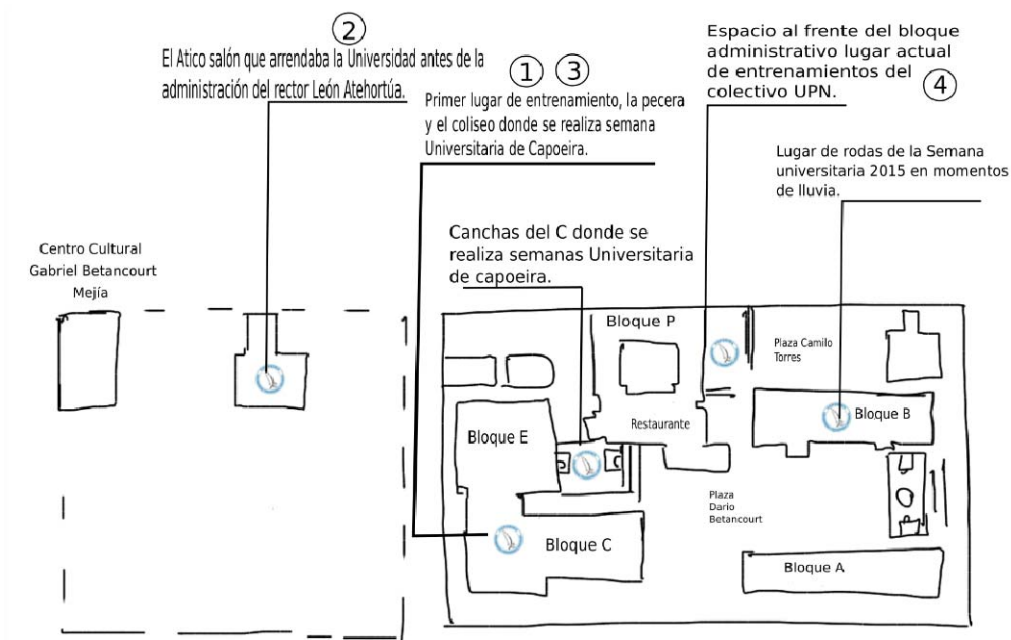 ②
El Atico salón que arrendaba la Universidad antes de la
administración del rector León Atehortúa.
① ③
Primer lugar de entrenamiento, la pecera
y el coliseo donde se realiza semana
Universitaria de Capoeira.
Espacio al frente del bloque
administrativo lugar actual
de entrenamientos del
colectivo UPN.
④
Lugar de rodas de la Semana
universitaria 2015 en momentos
de lluvia.
Canchas del C donde se
realiza semanas Universitaria
de capoeira.
Centro Cultural
Gabriel Betancourt
Mejía
Bloque P
Plaza Camilo
Torres
Restaurante
Bloque B
Bloque E
Plaza
Dario
Betancourt
Bloque C
Bloque A